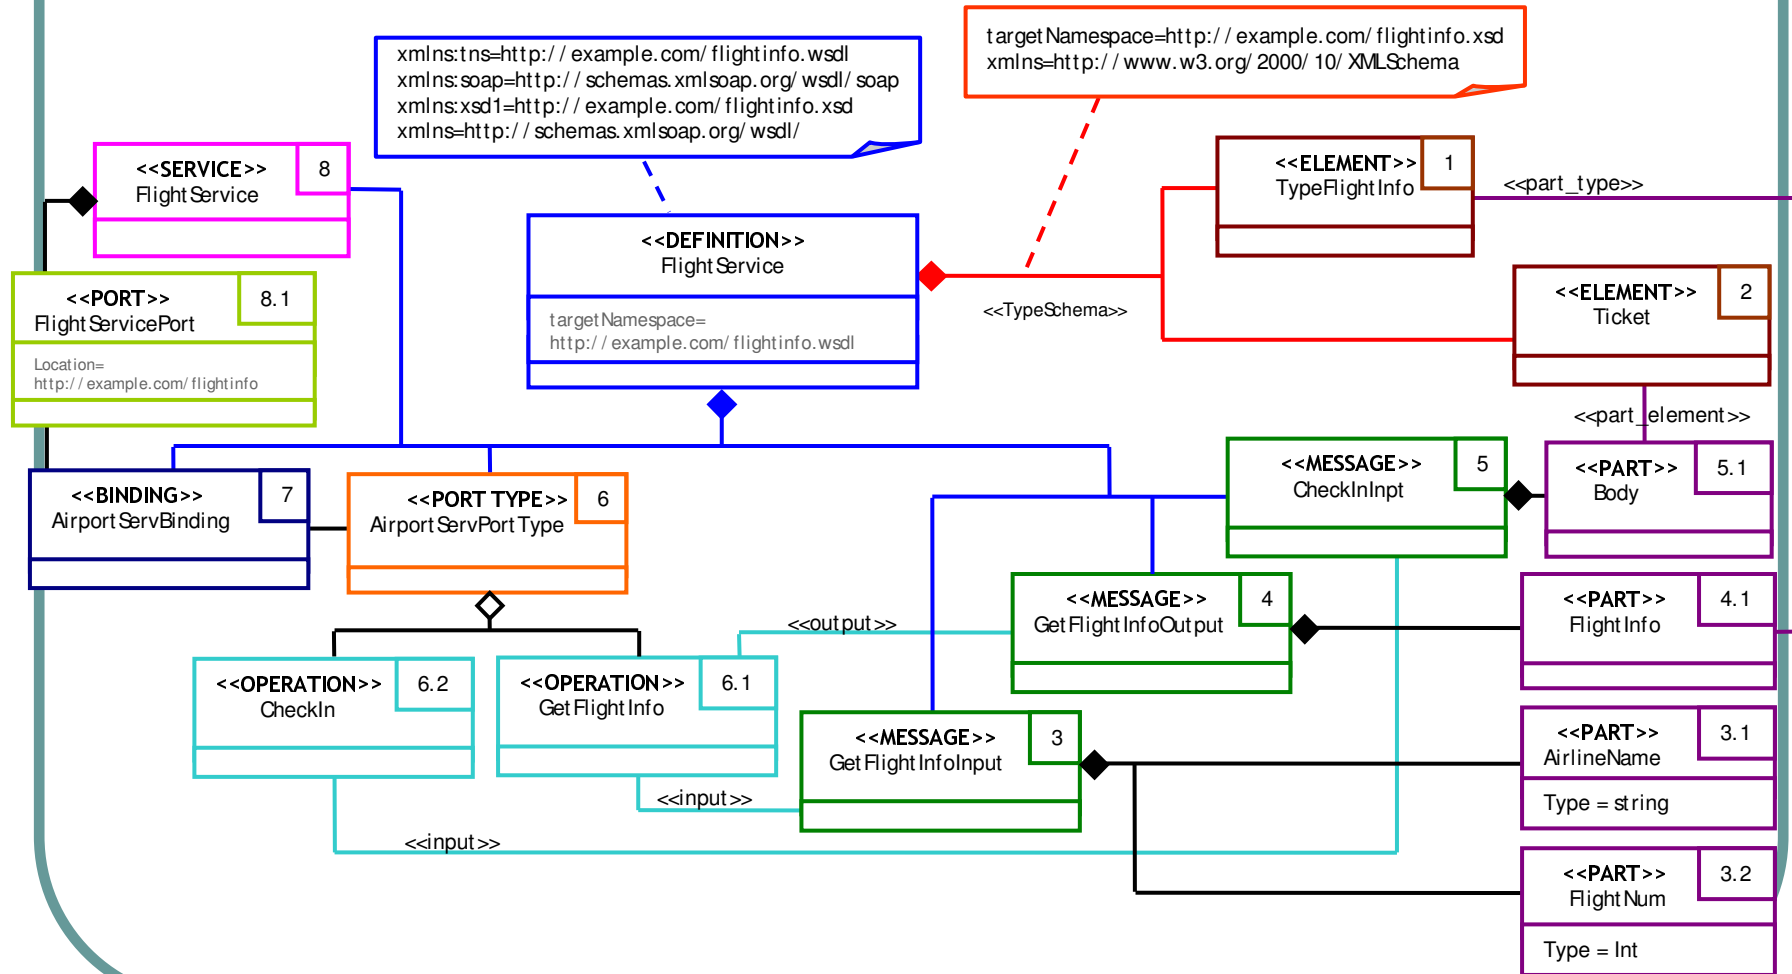 xmlns:tns=http://example.com/flightinfo.wsdl
xmlns:soap=http://schemas.xmlsoap.org/wsdl/soap
xmlns:xsd1=http://example.com/flightinfo.xsd
xmlns=http://schemas.xmlsoap.org/wsdl/
targetNamespace=http://example.com/flightinfo.xsd
xmlns=http://www.w3.org/2000/10/XMLSchema
<<SERVICE>>
FlightService
8
<<DEFINITION>>
FlightService
targetNamespace=
http://example.com/flightinfo.wsdl
<<TypeSchema>>
<<ELEMENT>>
TypeFlightInfo
1
<<part_type>>
<<ELEMENT>>
Ticket
2
<<part_element>>
<<PORT>>
FlightServicePort
8.1
Location=
http://example.com/flightinfo
<<BINDING>>
AirportServBinding
7
<<PORT TYPE>>
AirportServPortType
6
<<MESSAGE>>
CheckInInpt
5
<<PART>>
Body
5.1
<<MESSAGE>>
GetFlightInfoOutput
4
<<PART>>
FlightInfo
4.1
<<output>>
<<OPERATION>>
CheckIn
6.2
<<OPERATION>>
GetFlightInfo
6.1
<<MESSAGE>>
GetFlightInfoInput
3
<<PART>>
AirlineName
3.1
Type = string
<<input>>
<<input>>
<<PART>>
FlightNum
3.2
Type = Int